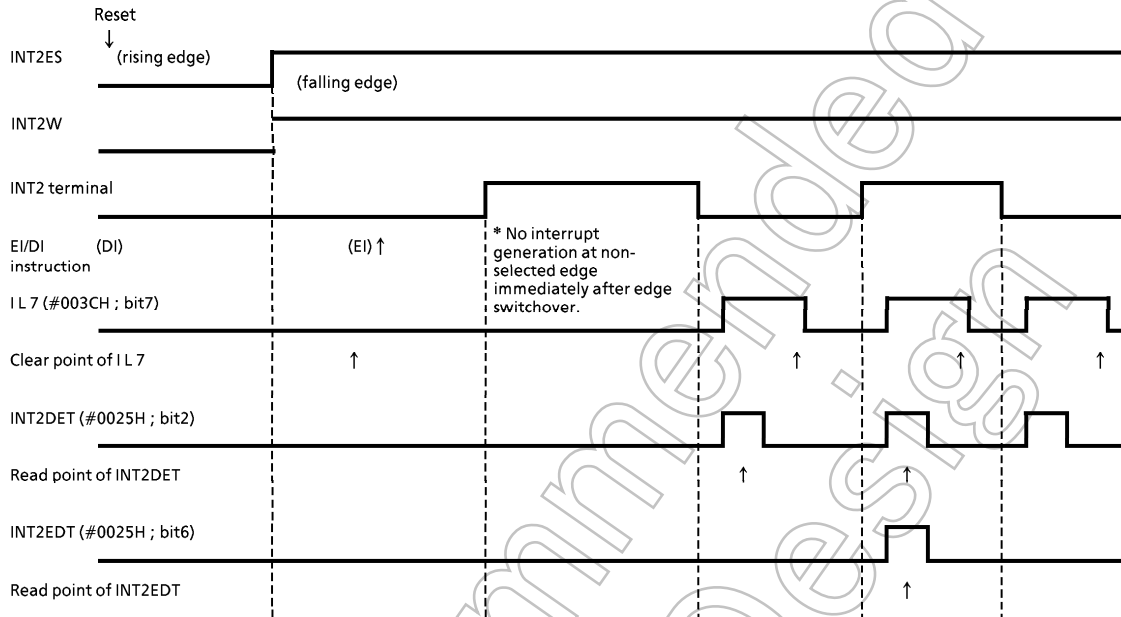 Reset
INT2ES
(rising edge)
(falling edge)
INT2W
INT2 terminal
EI/DI (DI)
instruction
(EI)
* No interrupt
generation at non-
selected edge
immediately after edge
switchover.
I L 7 (#003CH ; bit7)
Clear point of I L 7
INT2DET (#0025H ; bit2)
Read point of INT2DET
INT2EDT (#0025H ; bit6)
Read point of INT2EDT
mmended
Design